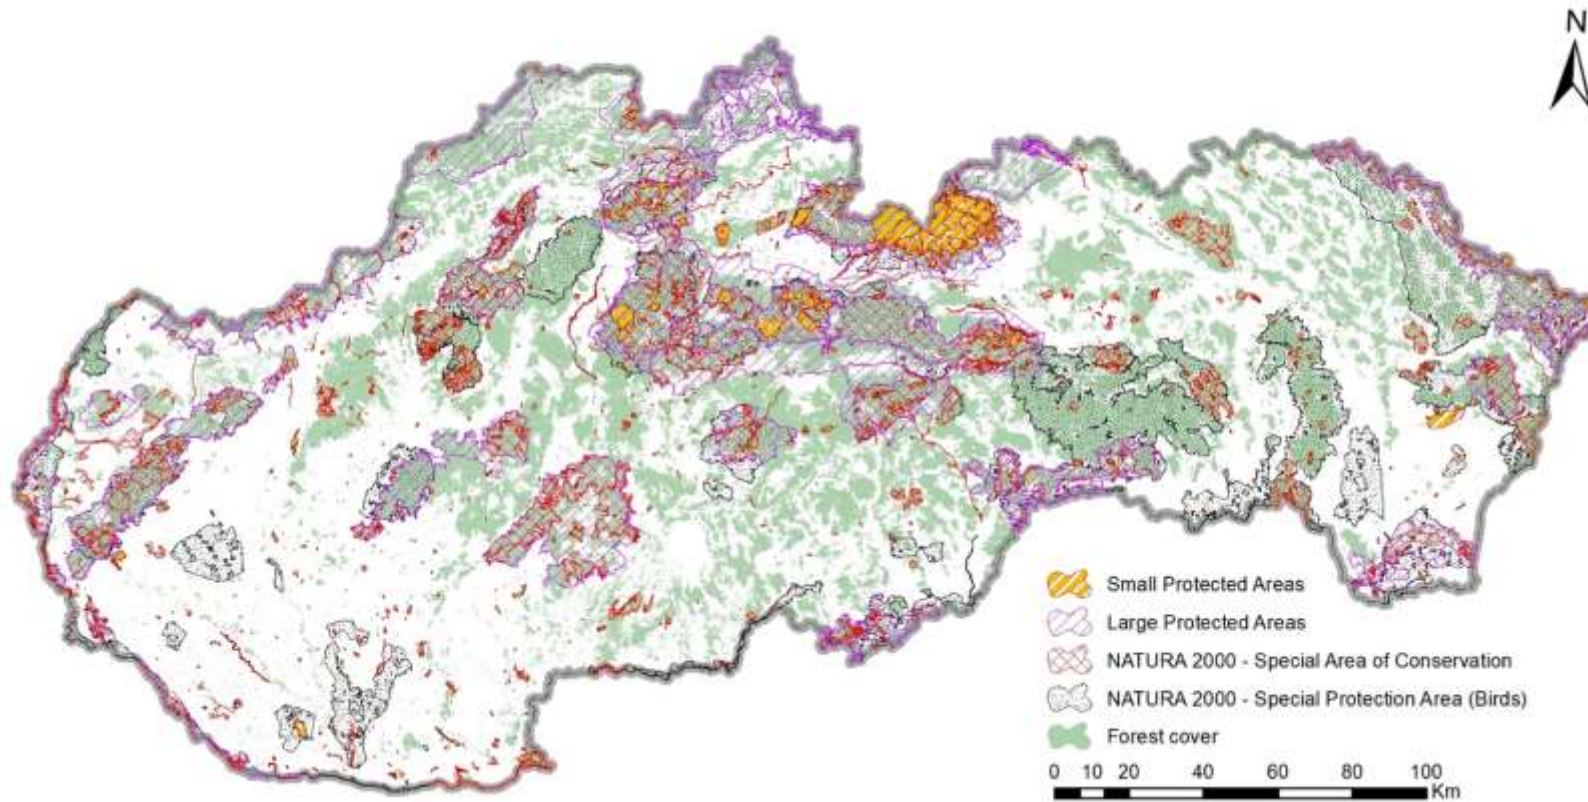 N
Small Protected Areas
Large Protected Areas
NATURA 2000 - Special Area of Conservation
NATURA 2000 - Special Protection Area (Birds)
Forest cover
0 10 20 40 60 80 100
Km